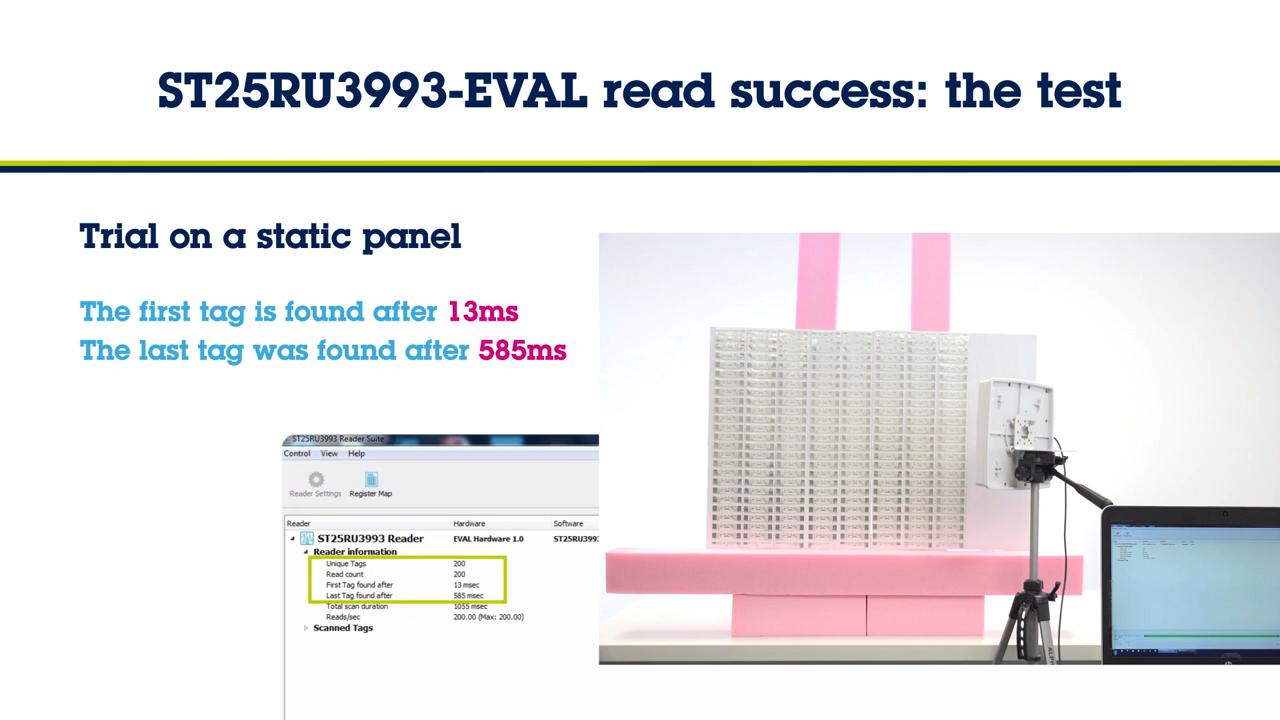 ST25RU3993-EVAL read success: the test
Trial on a static panel
The first tag is found after 13ms
The last tag was found after 585ms
ST25RU3993 Reader Suite
Control View Help
Reader Settings Register Map
Reader Hardware Software
ST25RU3993 Reader EVAL Hardware 1.0 ST25RU3993
Reader information
Unique Tags 200
Read count 200
First Tag found after 13 msec
Last Tag found after 585 msec
Total scan duration 1055 msec
Reads/sec 200.00 (Max: 200.00)
Scanned Tags